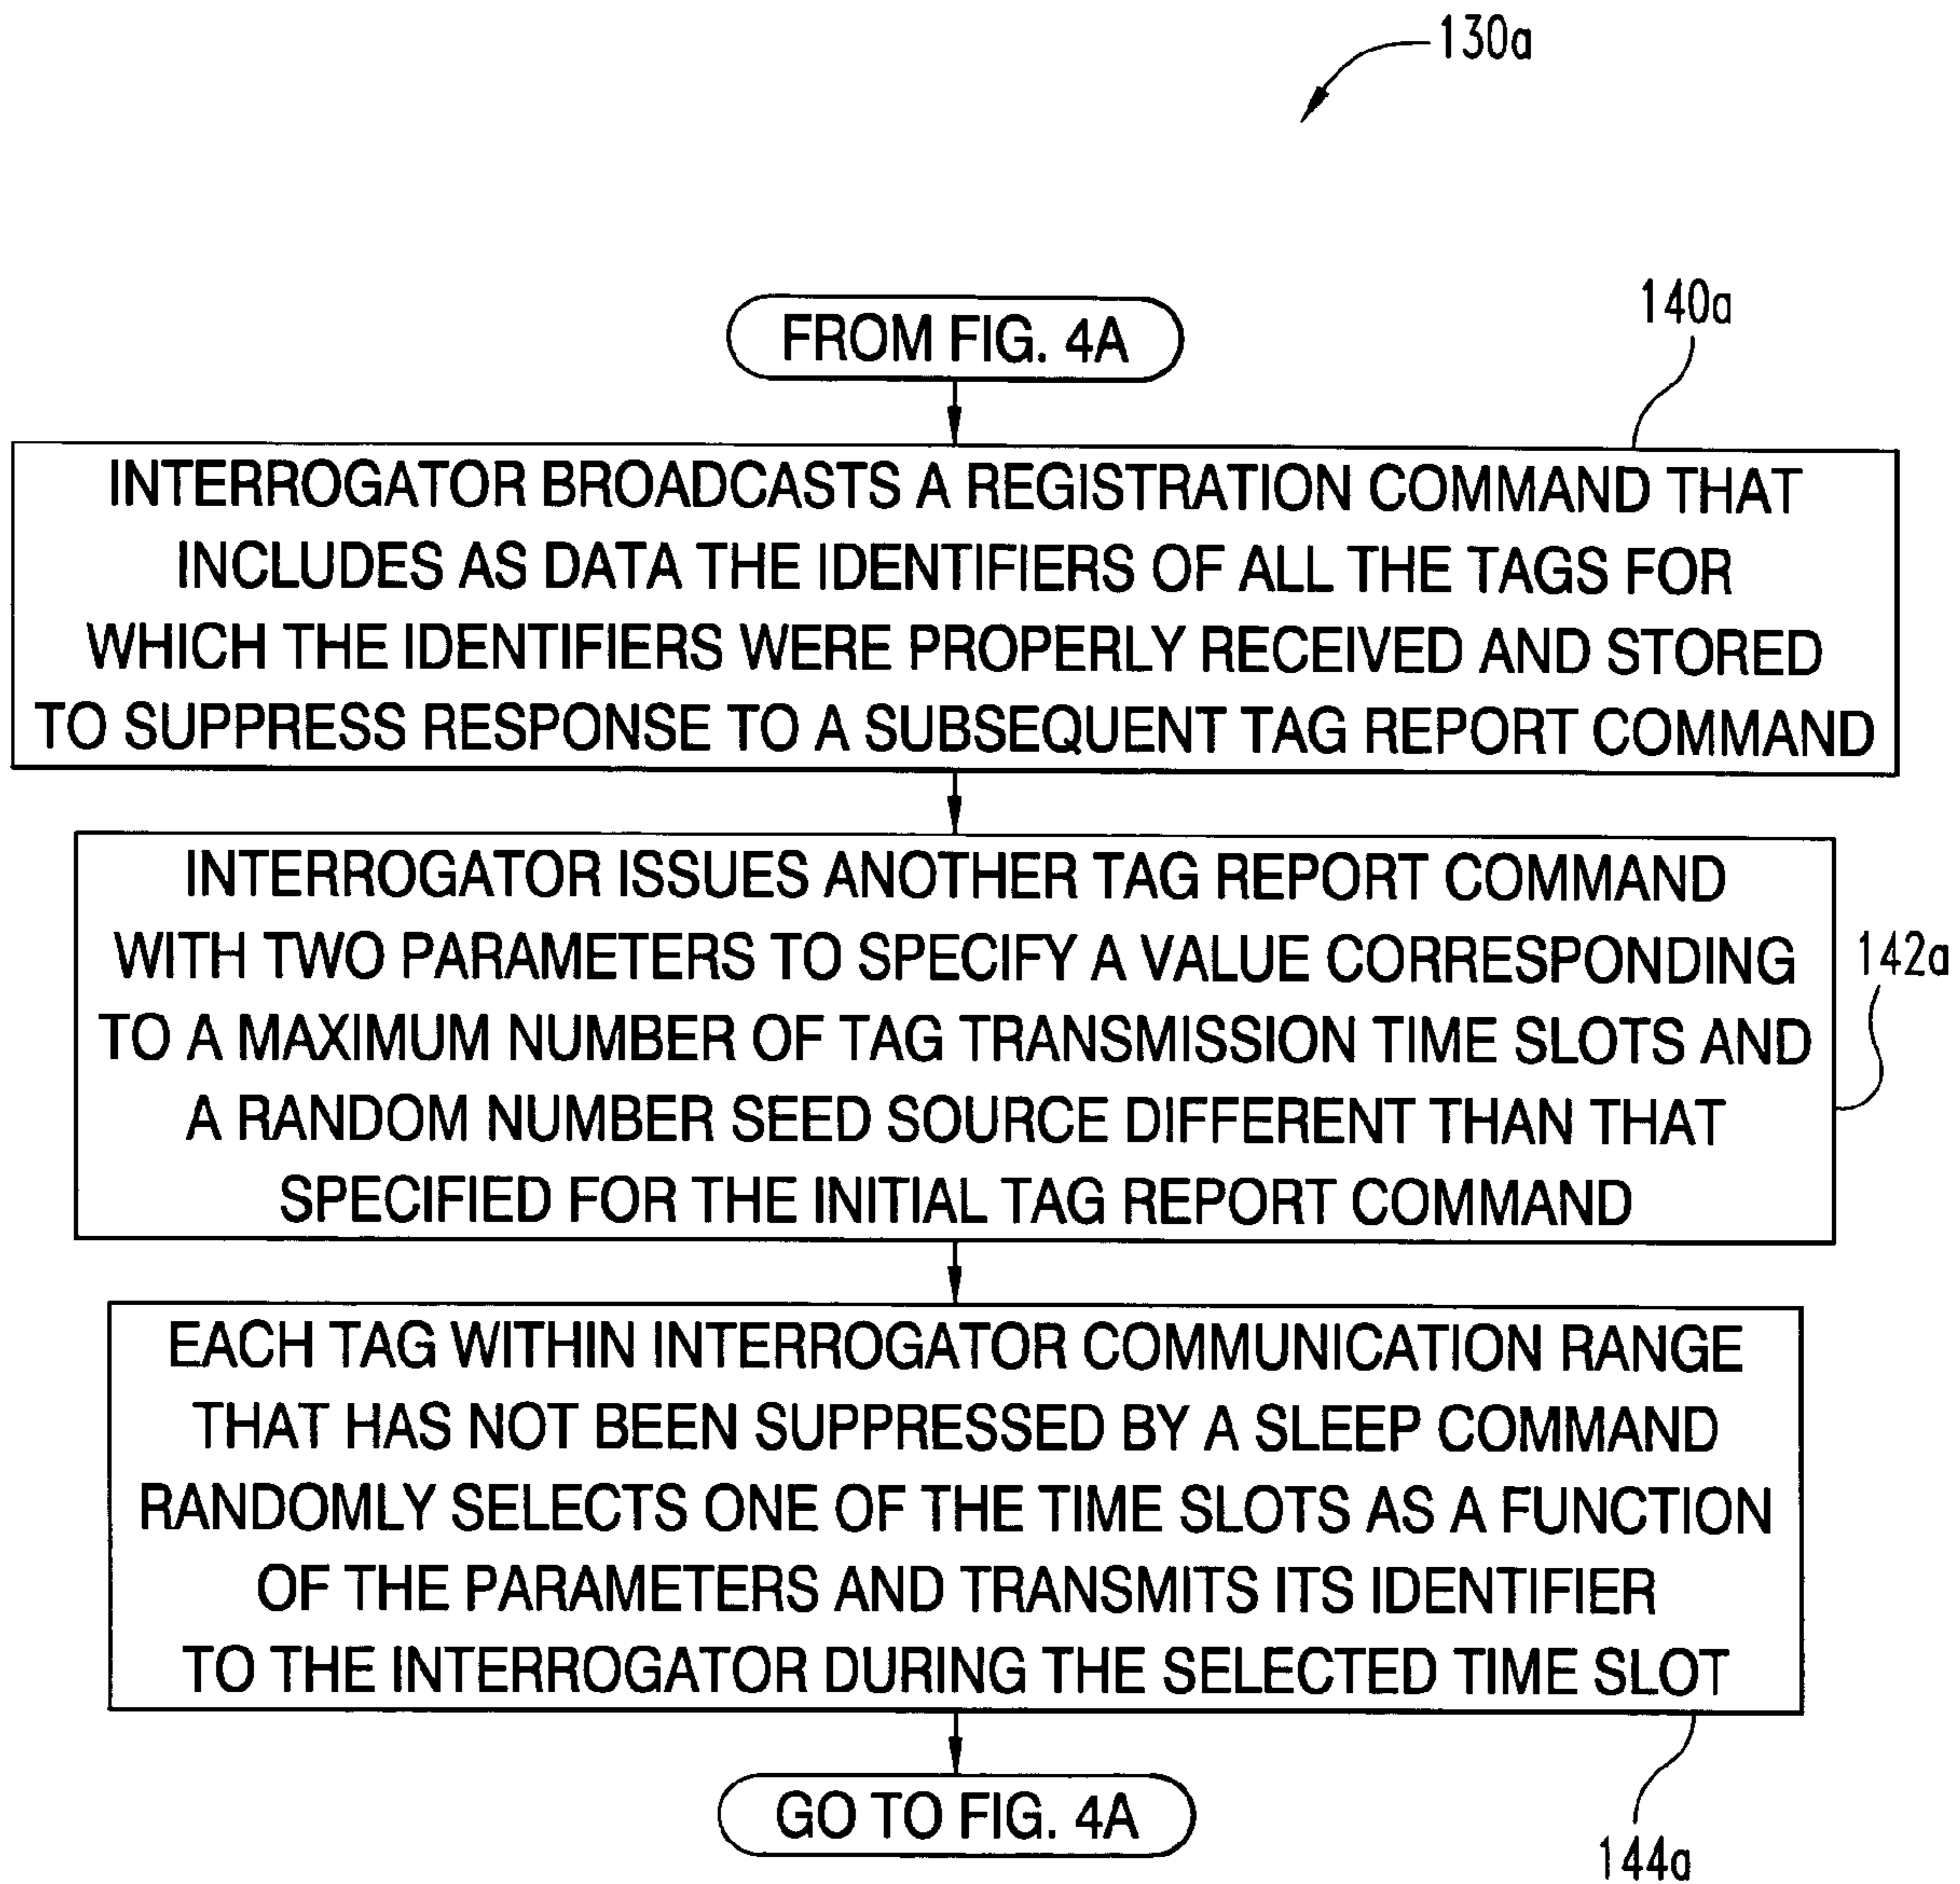 130a
FROM FIG. 4A
140a
INTERROGATOR BROADCASTS A REGISTRATION COMMAND THAT
INCLUDES AS DATA THE IDENTIFIERS OF ALL THE TAGS FOR
WHICH THE IDENTIFIERS WERE PROPERLY RECEIVED AND STORED
TO SUPPRESS RESPONSE TO A SUBSEQUENT TAG REPORT COMMAND
INTERROGATOR ISSUES ANOTHER TAG REPORT COMMAND
WITH TWO PARAMETERS TO SPECIFY A VALUE CORRESPONDING
TO A MAXIMUM NUMBER OF TAG TRANSMISSION TIME SLOTS AND
A RANDOM NUMBER SEED SOURCE DIFFERENT THAN THAT
SPECIFIED FOR THE INITIAL TAG REPORT COMMAND
142a
EACH TAG WITHIN INTERROGATOR COMMUNICATION RANGE
THAT HAS NOT BEEN SUPPRESSED BY A SLEEP COMMAND
RANDOMLY SELECTS ONE OF THE TIME SLOTS AS A FUNCTION
OF THE PARAMETERS AND TRANSMITS ITS IDENTIFIER
TO THE INTERROGATOR DURING THE SELECTED TIME SLOT
GO TO FIG. 4A
144a